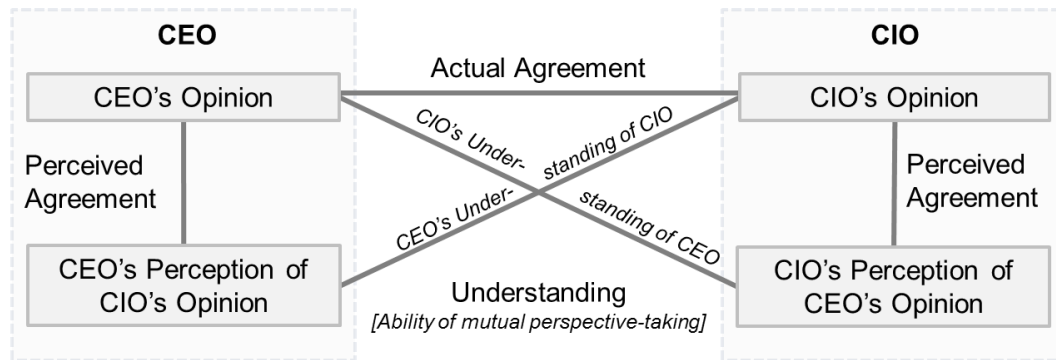 CEO
CIO
Actual Agreement
CEO’s Opinion
CIO’s Opinion
CIO’s Under-
standing of CEO
CEO’s Under-
standing of CIO
Perceived
Agreement
Perceived
Agreement
CEO’s Perception of
CIO’s Opinion
CIO’s Perception of
CEO’s Opinion
Understanding
[Ability of mutual perspective-taking]